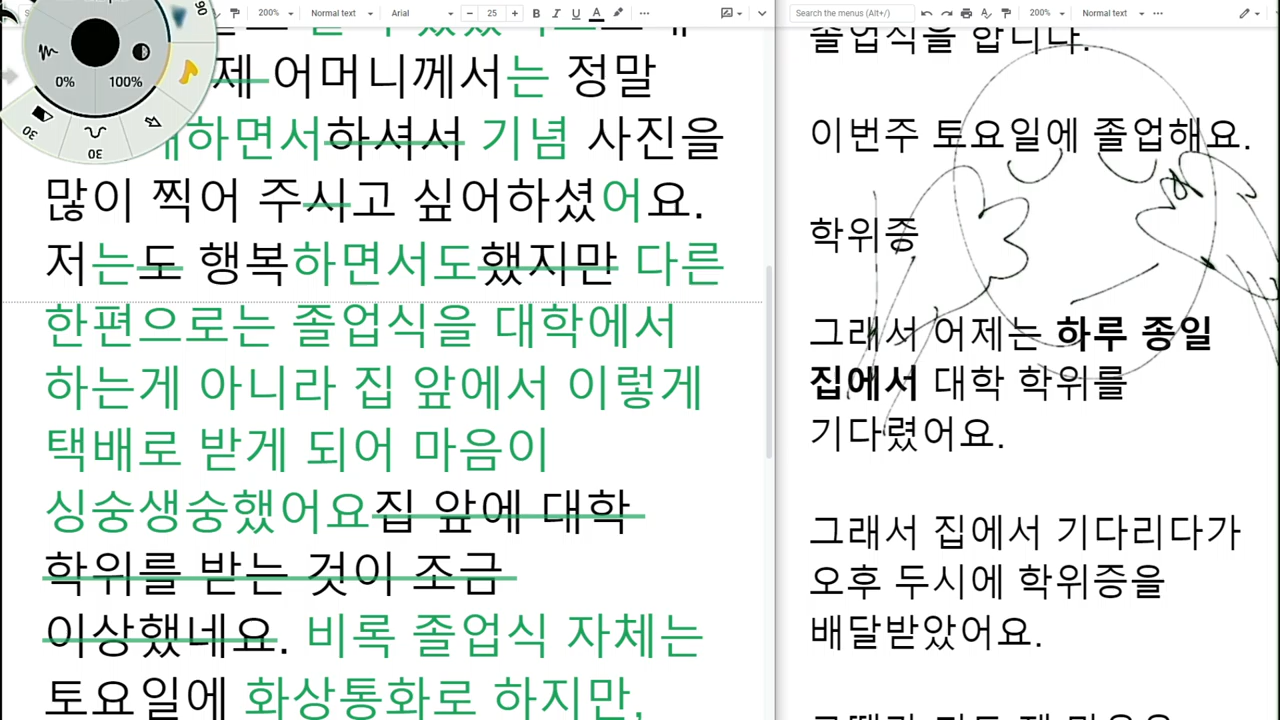 200%
Normal text
Arial
25
B I U A
90
0%
100%
30
30
제 어머니께서는 정말
하면서하셔서 기념 사진을
많이 찍어 주시고 싶어하셨어요.
저는도 행복하면서도했지만 다른
한편으로는 졸업식을 대학에서
하는게 아니라 집 앞에서 이렇게
택배로 받게 되어 마음이
싱숭생숭했어요집 앞에 대학
학위를 받는 것이 조금
이상했네요. 비록 졸업식 자체는
토요일에 화상통화로 하지만,
Search the menus (Alt+/)
200%
Normal text
졸업식을 합니다.
이번주 토요일에 졸업해요.
학위증
그래서 어제는 하루 종일
집에서 대학 학위를
기다렸어요.
그래서 집에서 기다리다가
오후 두시에 학위증을
배달받았어요.